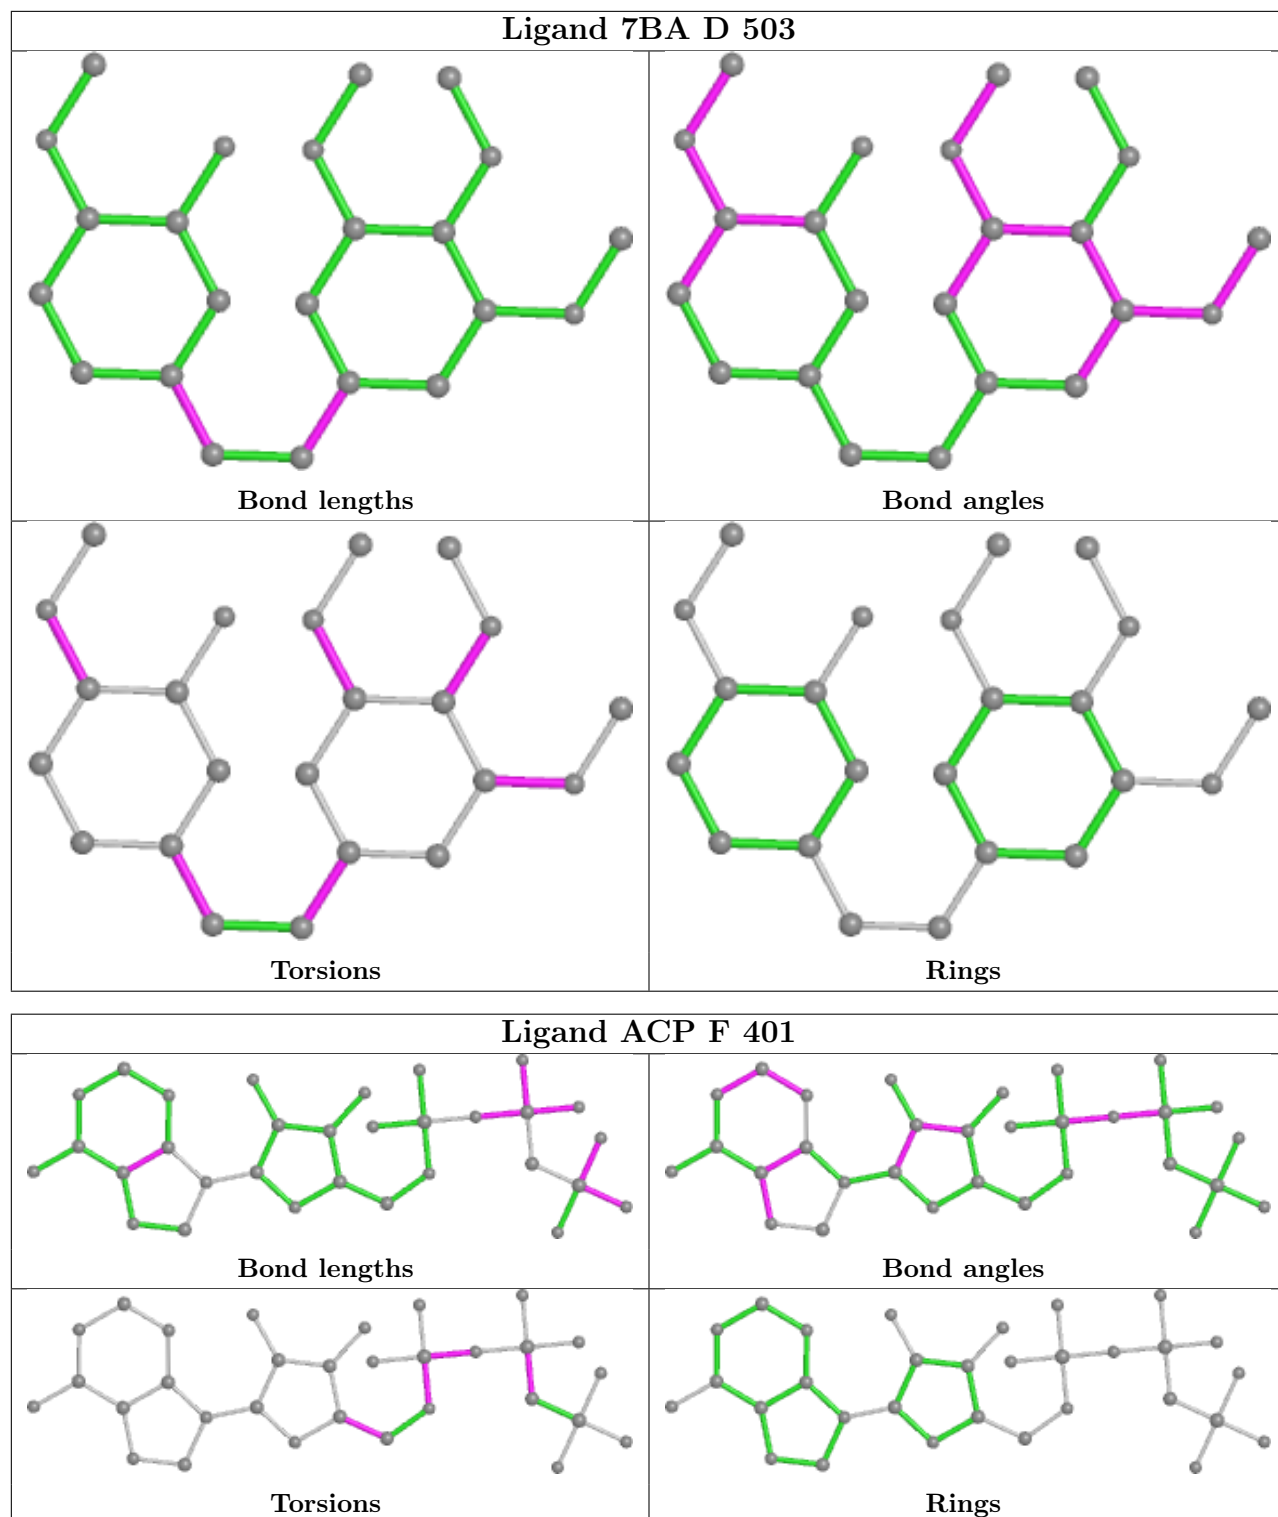 Ligand 7BA D 503
Bond lengths
Bond angles
Torsions
Rings
Ligand ACP F 401
Bond lengths
Bond angles
Torsions
Rings